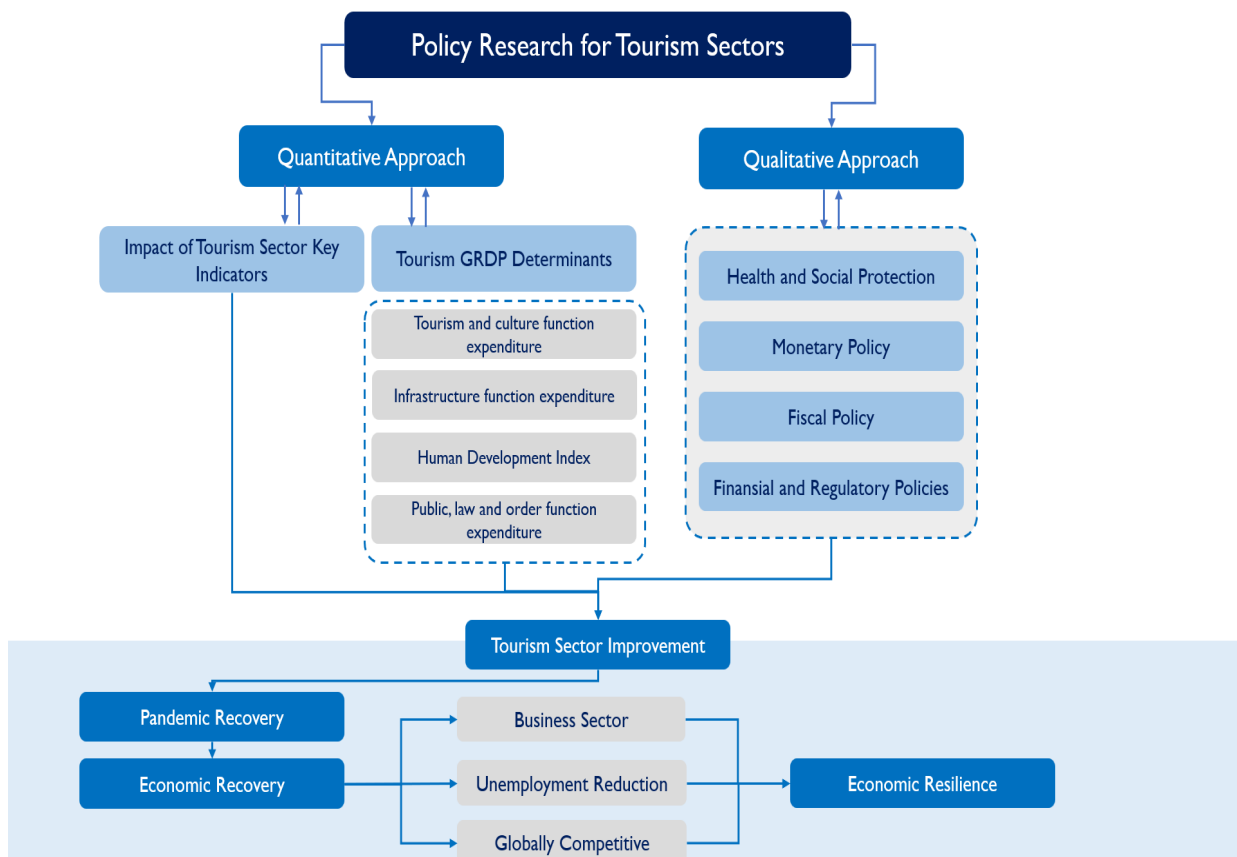 Policy Research for Tourism Sectors
Quantitative Approach
Qualitative Approach
Impact of Tourism Sector Key
Indicators
Tourism GRDP Determinants
Tourism and culture function
expenditure
Infrastructure function expenditure
Human Development Index
Public, law and order function
expenditure
Health and Social Protection
Monetary Policy
Fiscal Policy
Finansial and Regulatory Policies
Tourism Sector Improvement
Pandemic Recovery
Economic Recovery
Business Sector
Unemployment Reduction
Globally Competitive
Economic Resilience